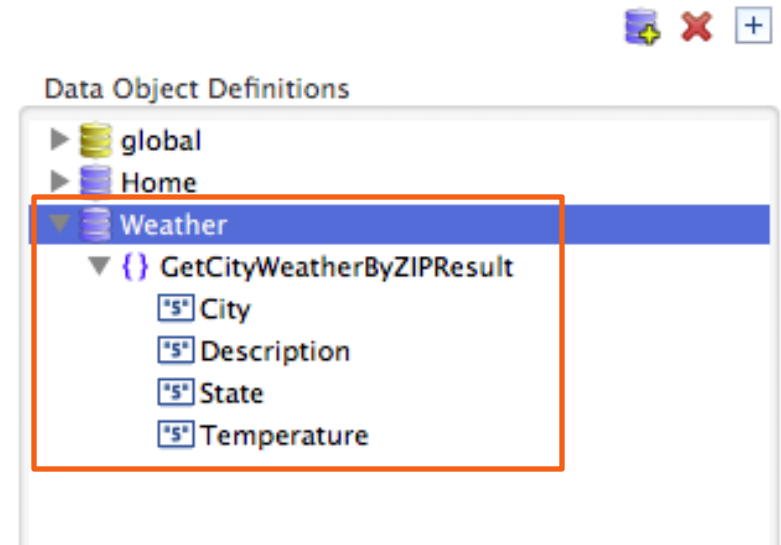 Data Object Definitions
global
Home
Weather
{} GetCityWeatherByZIPResult
"S" City
"S" Description
"S" State
"S" Temperature